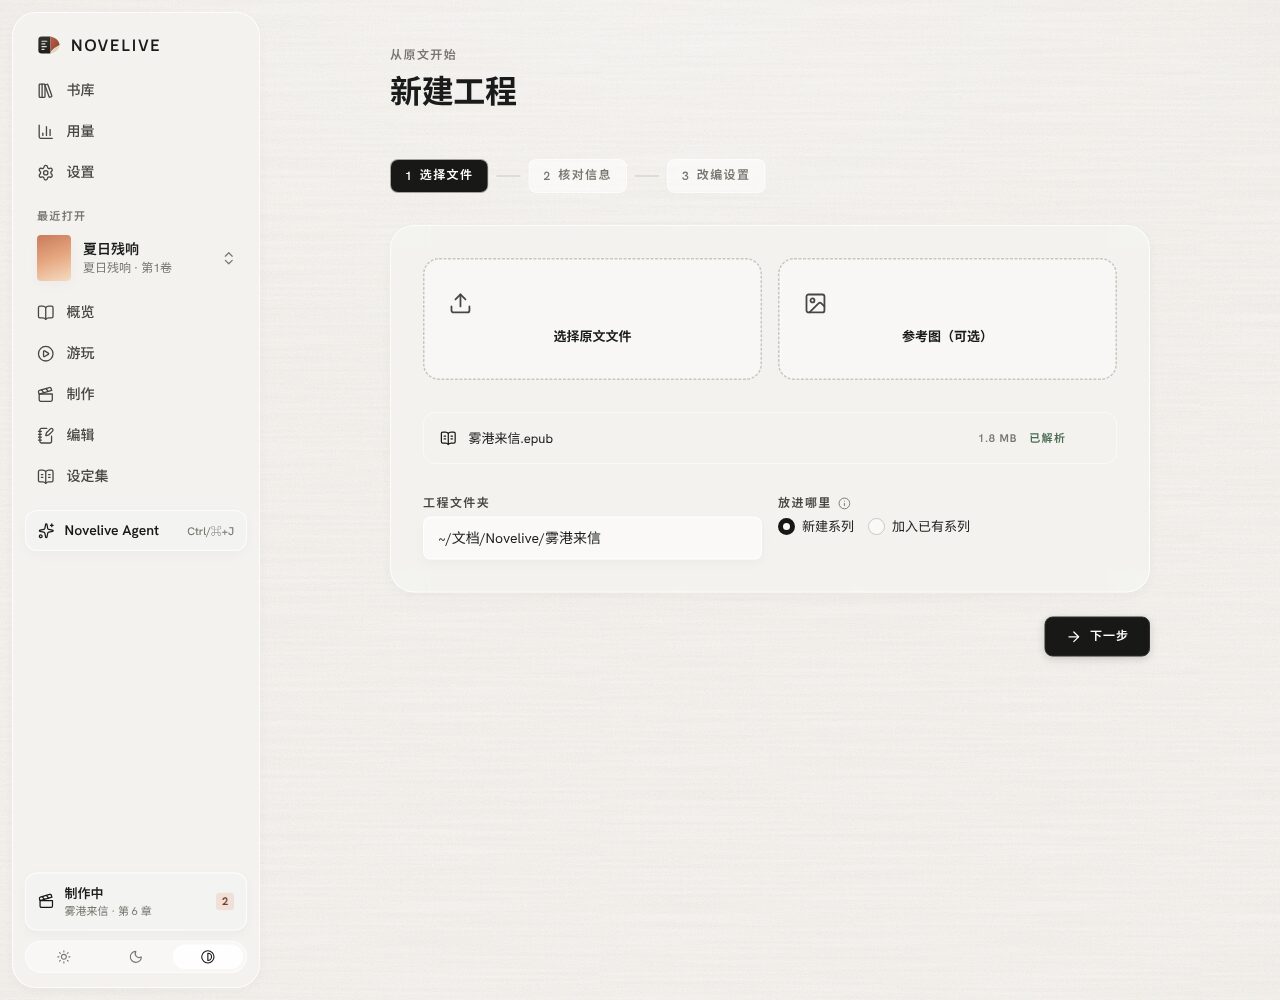 NOVELIVE
书库
用量
设置
最近打开
夏日残响
夏日残响 · 第1卷
概览
游玩
制作
编辑
设定集
Novelive Agent Ctrl/⌘+J
制作中
雾港来信 · 第 6 章
2
从原文开始
新建工程
1 选择文件
2 核对信息
3 改编设置
选择原文文件
参考图（可选）
雾港来信.epub 1.8 MB 已解析
工程文件夹
~/文档/Novelive/雾港来信
放进哪里
新建系列 加入已有系列
下一步